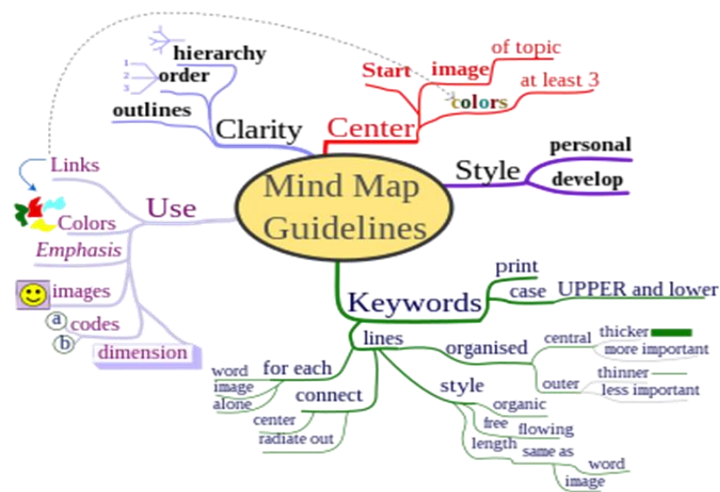 Mind Map
Guidelines
Clarity
hierarchy
order
1
2
3
outlines
Center
Start
image
of topic
colors
at least 3
Style
personal
develop
Use
Links
Colors
Emphasis
images
codes
a
b
dimension
Keywords
print
case
UPPER and lower
lines
organised
central
thicker
more important
outer
thinner
less important
style
organic
free flowing
length same as
word
image
for each
word
image
alone
connect
center
radiate out